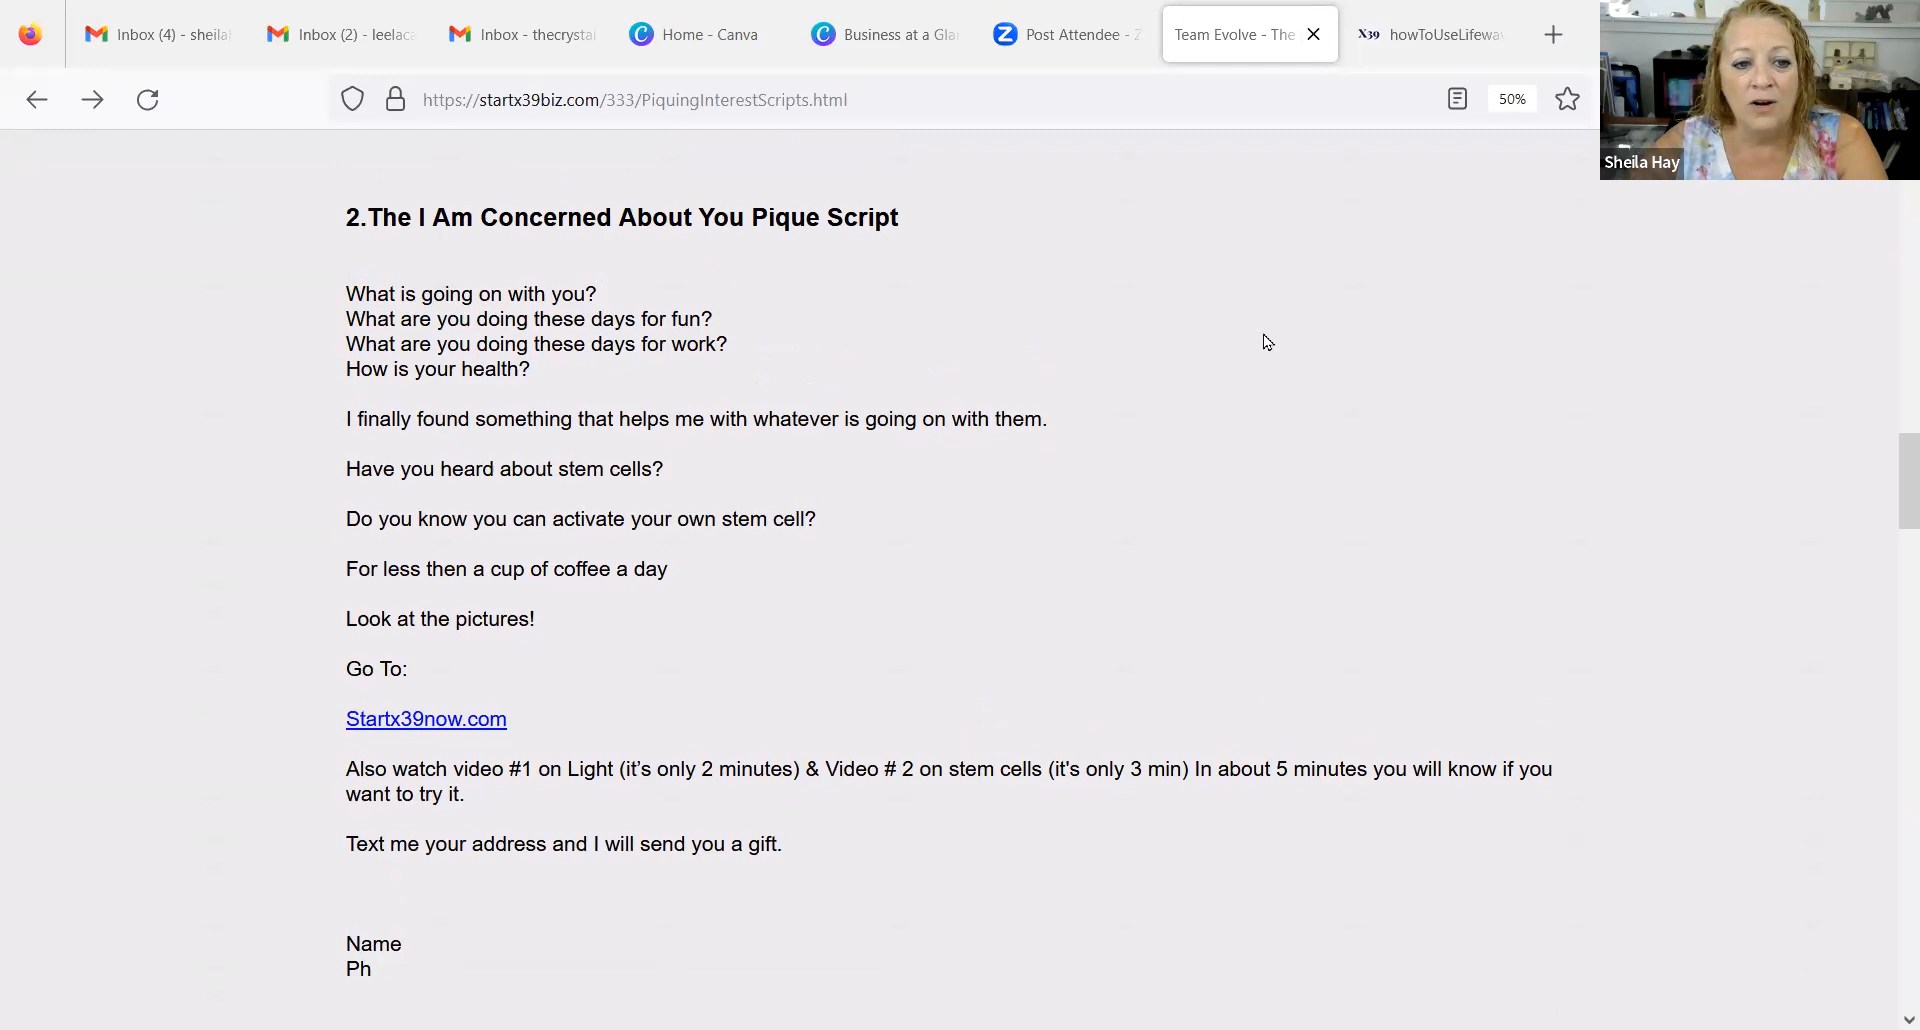 Inbox (4) - sheila
Inbox (2) - leelaca
Inbox - thecrysta
Home - Canva
Business at a Gla
Post Attendee - Z
Team Evolve - The
X39 howToUseLifewa
https://startx39biz.com/333/PiquingInterestScripts.html
50%
Sheila Hay
2.The I Am Concerned About You Pique Script
What is going on with you?
What are you doing these days for fun?
What are you doing these days for work?
How is your health?
I finally found something that helps me with whatever is going on with them.
Have you heard about stem cells?
Do you know you can activate your own stem cell?
For less then a cup of coffee a day
Look at the pictures!
Go To:
Startx39now.com
Also watch video #1 on Light (it’s only 2 minutes) & Video # 2 on stem cells (it's only 3 min) In about 5 minutes you will know if you
want to try it.
Text me your address and I will send you a gift.
Name
Ph